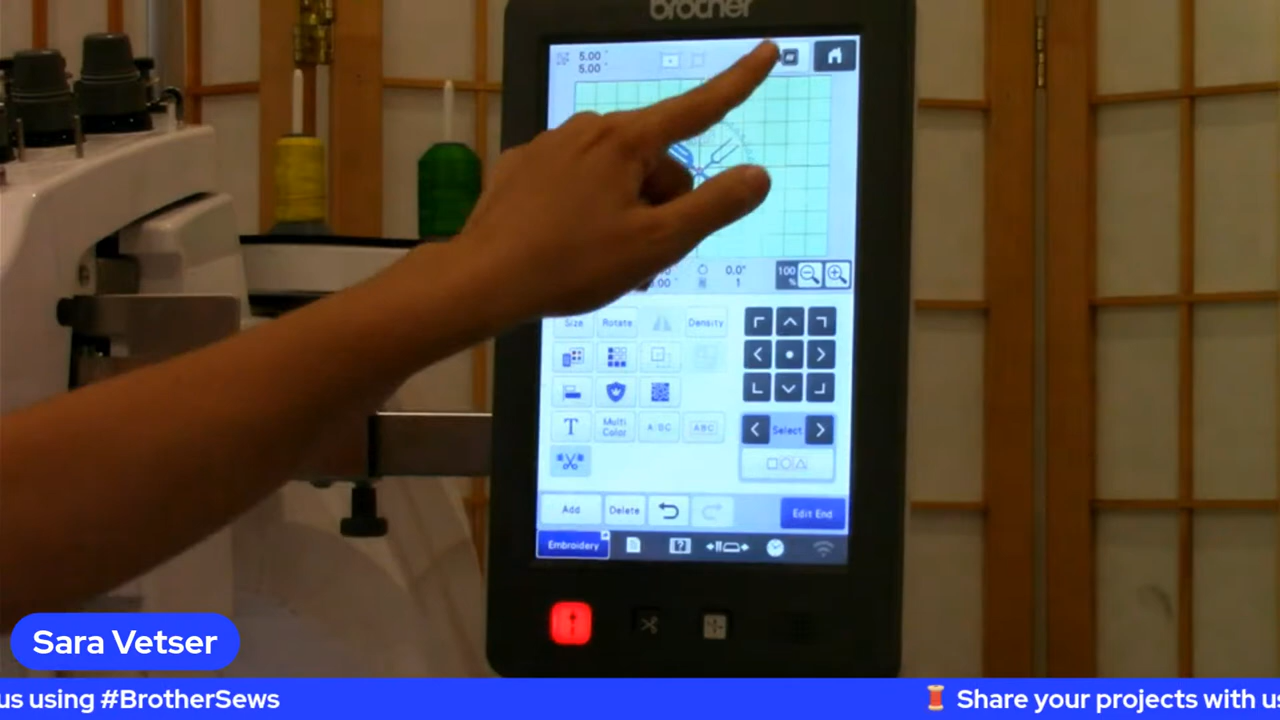 brother
5.00
5.00
0.0°
1
100
%
Size
Rotate
Density
Select
T
Multi
Color
ABC
ABC
Add
Delete
Edit End
Embroidery
Sara Vetser
us using #BrotherSews
Share your projects with us